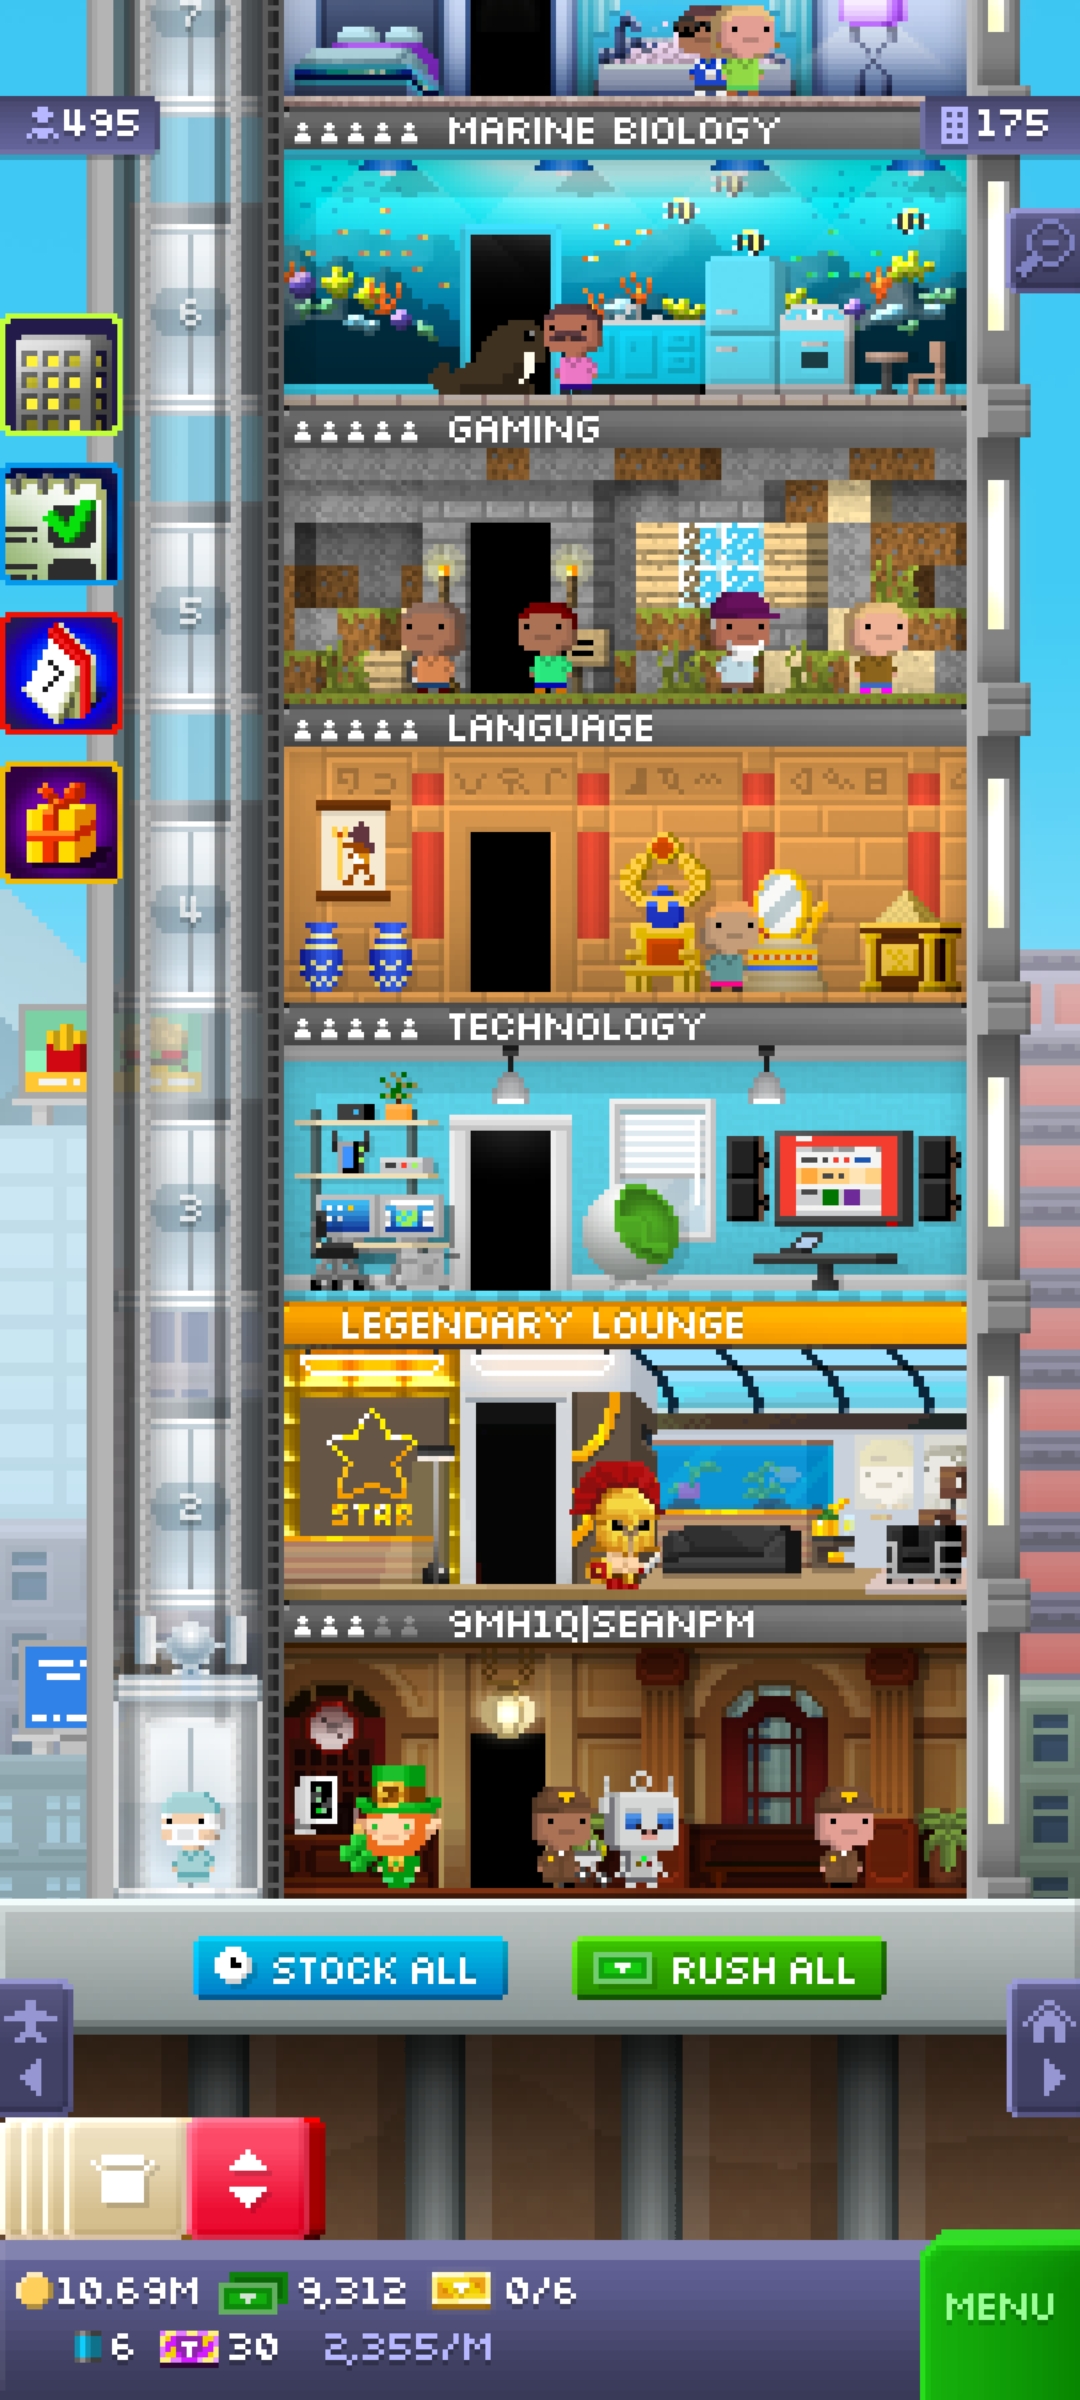 7
495
MARINE BIOLOGY
175
6
GAMING
5
LANGUAGE
4
TECHNOLOGY
3
LEGENDARY LOUNGE
STAR
2
9MH1Q|SEANPM
STOCK ALL
RUSH ALL
10.69M 9,312 0/6
6 30 2,355/M
MENU